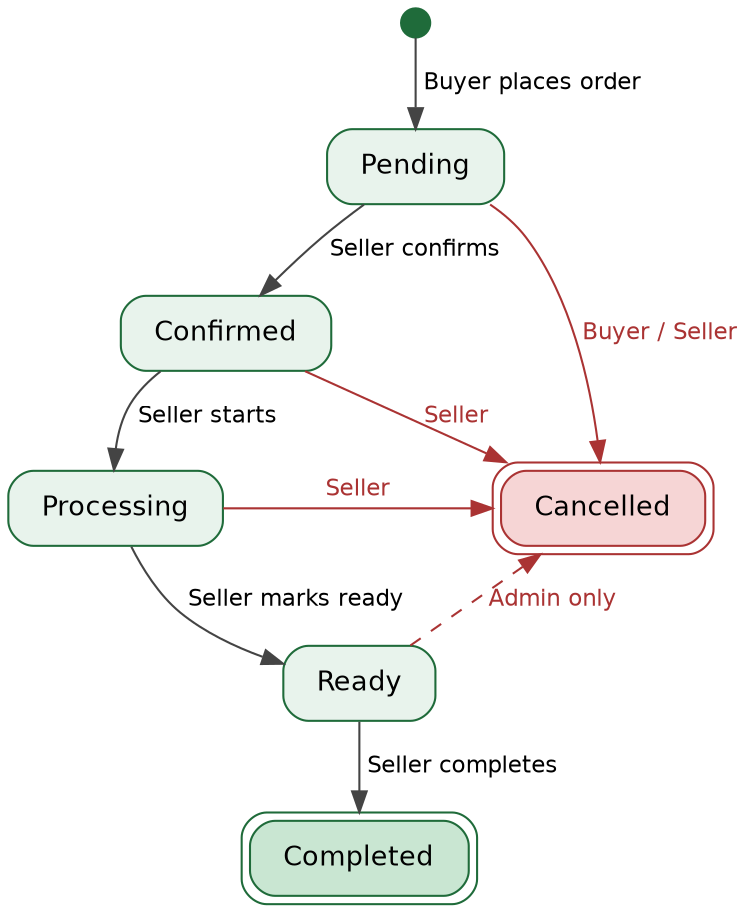 Buyer places order
Pending
Seller confirms
Buyer / Seller
Confirmed
Seller starts
Seller
Processing
Seller
Cancelled
Seller marks ready
Admin only
Ready
Seller completes
Completed